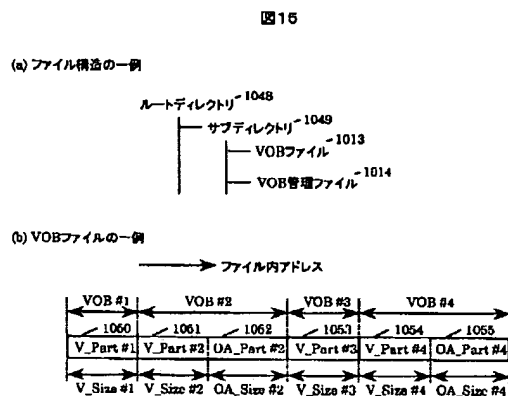 図15
(a) ファイル構造の一例
ルートディレクトリ 1048
サブディレクトリ 1049
VOBファイル 1013
VOB管理ファイル 1014
(b) VOBファイルの一例
ファイル内アドレス
VOB #1 VOB #2 VOB #3 VOB #4
1060 1061 1062 1053 1054 1055
V_Part #1 V_Part #2 OA_Part #2 V_Part #3 V_Part #4 OA_Part #4
V_Size #1 V_Size #2 OA_Size #2 V_Size #3 V_Size #4 OA_Size #4